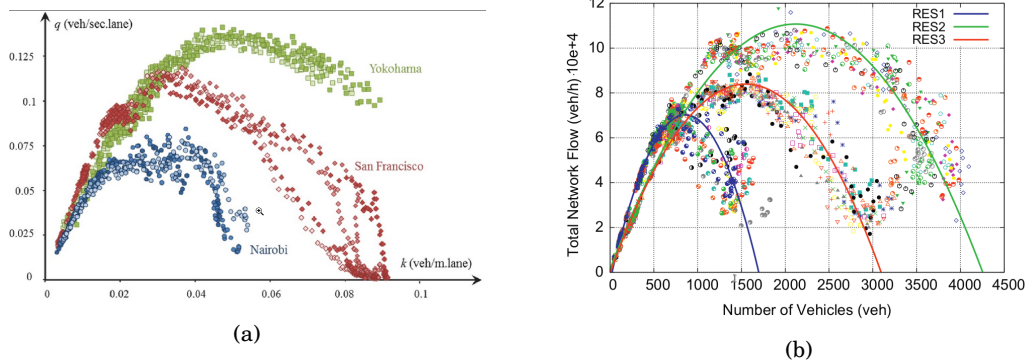 q (veh/sec.lane)
0.125
0.1
0.075
0.05
0.025
0
Yokohama
San Francisco
Nairobi
k (veh/m.lane)
0 0.02 0.04 0.06 0.08 0.1
(a)
Total Network Flow (veh/h) ·10e+4
12
10
8
6
4
2
0
RES1
RES2
RES3
0 500 1000 1500 2000 2500 3000 3500 4000 4500
Number of Vehicles (veh)
(b)